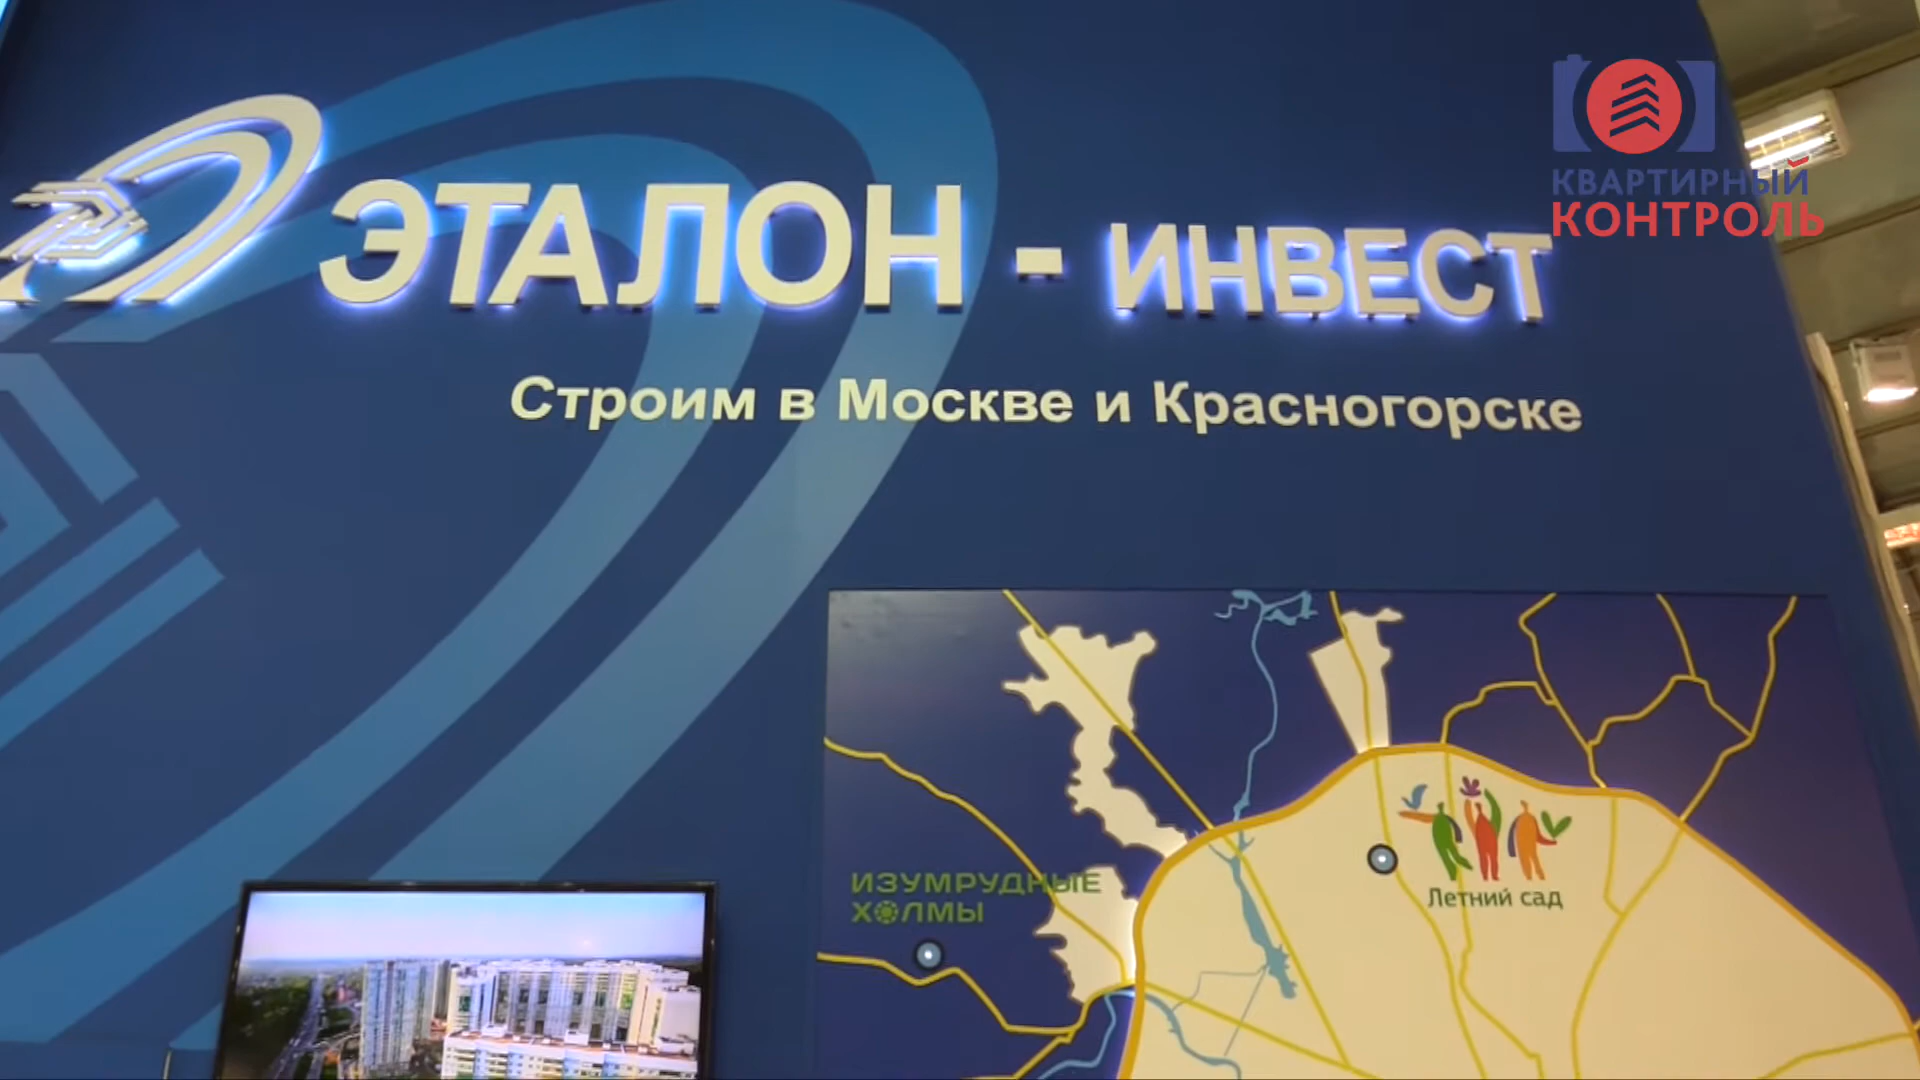 КВАРТИРНЫЙ
КОНТРОЛЬ
ЭТАЛОН - ИНВЕСТ
Строим в Москве и Красногорске
ИЗУМРУДНЫЕ
ХОЛМЫ
Летний сад